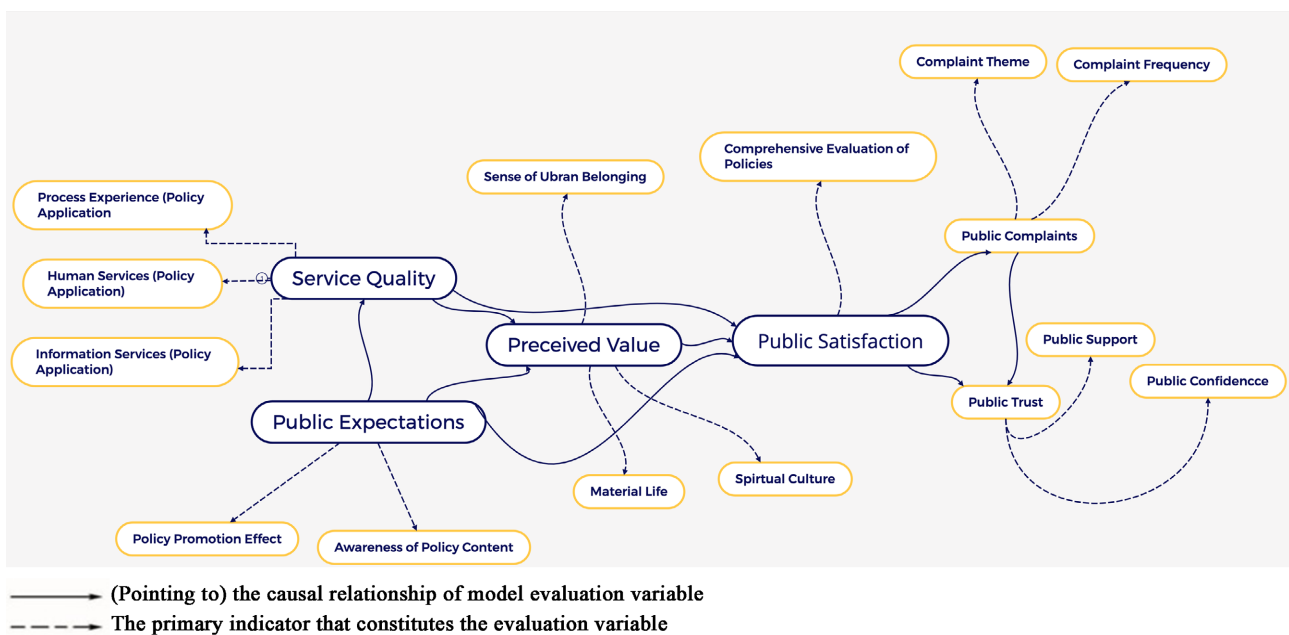 Complaint Theme
Complaint Frequency
Comprehensive Evaluation of
Policies
Sense of Ubran Belonging
Process Experience (Policy
Application
Public Complaints
Human Services (Policy
Application)
Service Quality
Preceived Value
Public Satisfaction
Public Support
Information Services (Policy
Application)
Public Confidencce
Public Trust
Public Expectations
Spirtual Culture
Material Life
Policy Promotion Effect
Awareness of Policy Content
(Pointing to) the causal relationship of model evaluation variable
The primary indicator that constitutes the evaluation variable